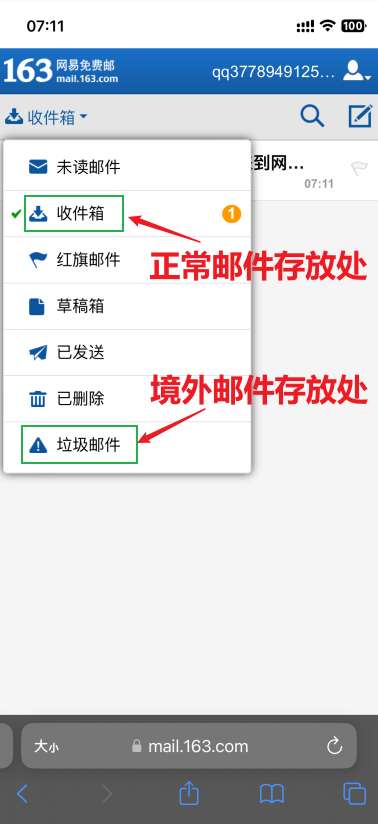 07:11
100
163 网易免费邮
mail.163.com
qq3778949125...
收件箱
未读邮件
到网...
07:11
收件箱
1
正常邮件存放处
红旗邮件
草稿箱
已发送
境外邮件存放处
已删除
垃圾邮件
大小
mail.163.com